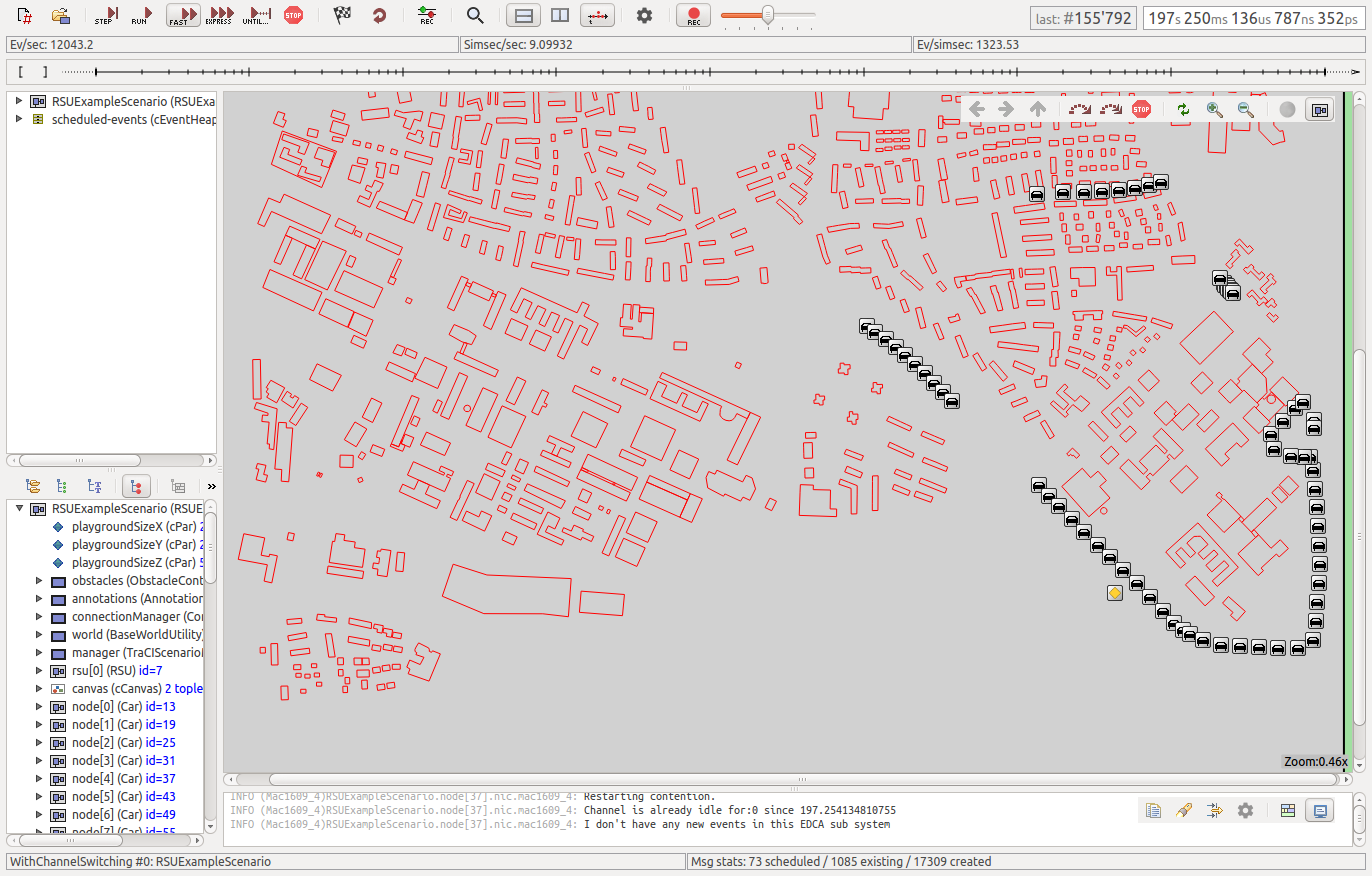 STEP
RUN
FAST
EXPRESS
UNTIL...
STOP
REC
REC
last: #155'792
197s 250ms 136us 787ns 352ps
Ev/sec: 12043.2
Simsec/sec: 9.09932
Ev/simsec: 1323.53
[ ]
RSUExampleScenario (RSUExa
scheduled-events (cEventHeap
STOP
Zoom:0.46x
»
RSUExampleScenario (RSUE
playgroundSizeX (cPar) 2
playgroundSizeY (cPar) 2
playgroundSizeZ (cPar) 5
obstacles (ObstacleCont
annotations (Annotation
connectionManager (Co
world (BaseWorldUtility)
manager (TraCIScenario
rsu[0] (RSU) id=7
canvas (cCanvas) 2 tople
node[0] (Car) id=13
node[1] (Car) id=19
node[2] (Car) id=25
node[3] (Car) id=31
node[4] (Car) id=37
node[5] (Car) id=43
node[6] (Car) id=49
node[7] (Car) id=55
INFO (Mac1609_4)RSUExampleScenario.node[37].nic.mac1609_4: Restarting contention.
INFO (Mac1609_4)RSUExampleScenario.node[37].nic.mac1609_4: Channel is already idle for:0 since 197.254134810755
INFO (Mac1609_4)RSUExampleScenario.node[37].nic.mac1609_4: I don't have any new events in this EDCA sub system
WithChannelSwitching #0: RSUExampleScenario
Msg stats: 73 scheduled / 1085 existing / 17309 created